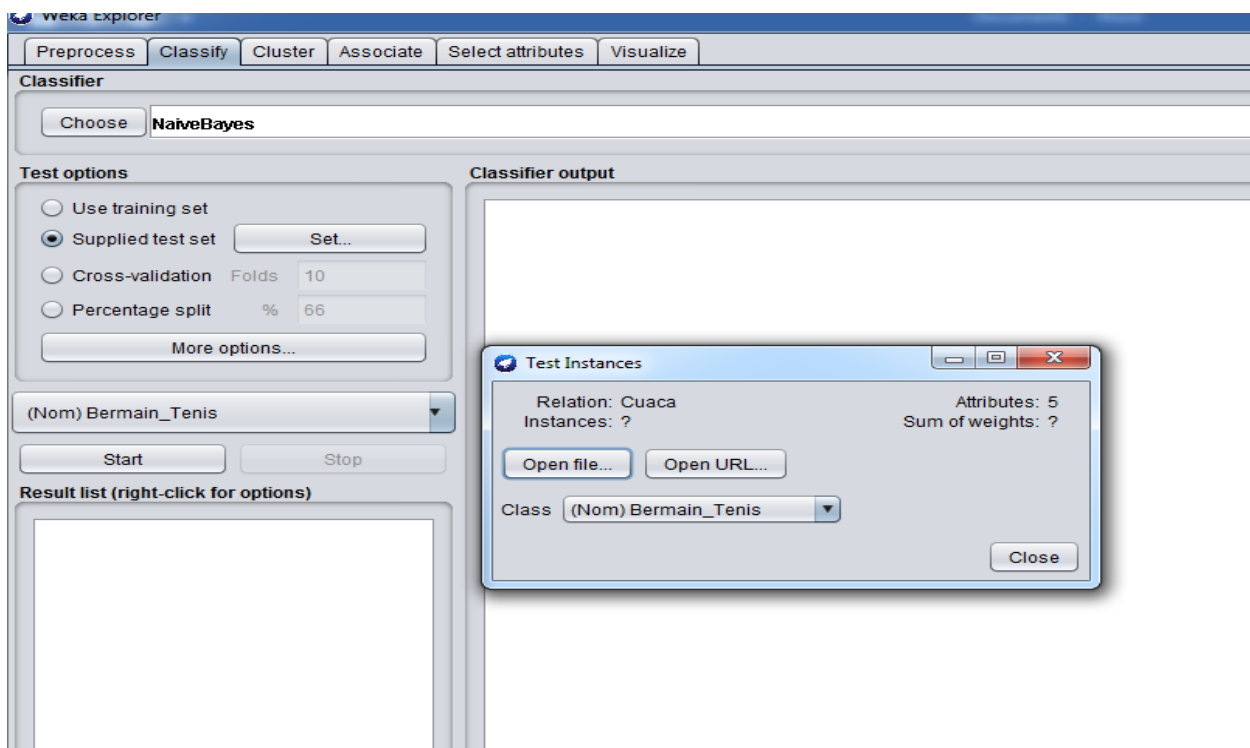 Weka Explorer
Preprocess Classify Cluster Associate Select attributes Visualize
Classifier
Choose NaiveBayes
Test options
Use training set
Supplied test set Set...
Cross-validation Folds 10
Percentage split % 66
More options...
(Nom) Bermain_Tenis
Start Stop
Result list (right-click for options)
Classifier output
Test Instances
Relation: Cuaca Attributes: 5
Instances: ? Sum of weights: ?
Open file... Open URL...
Class (Nom) Bermain_Tenis
Close